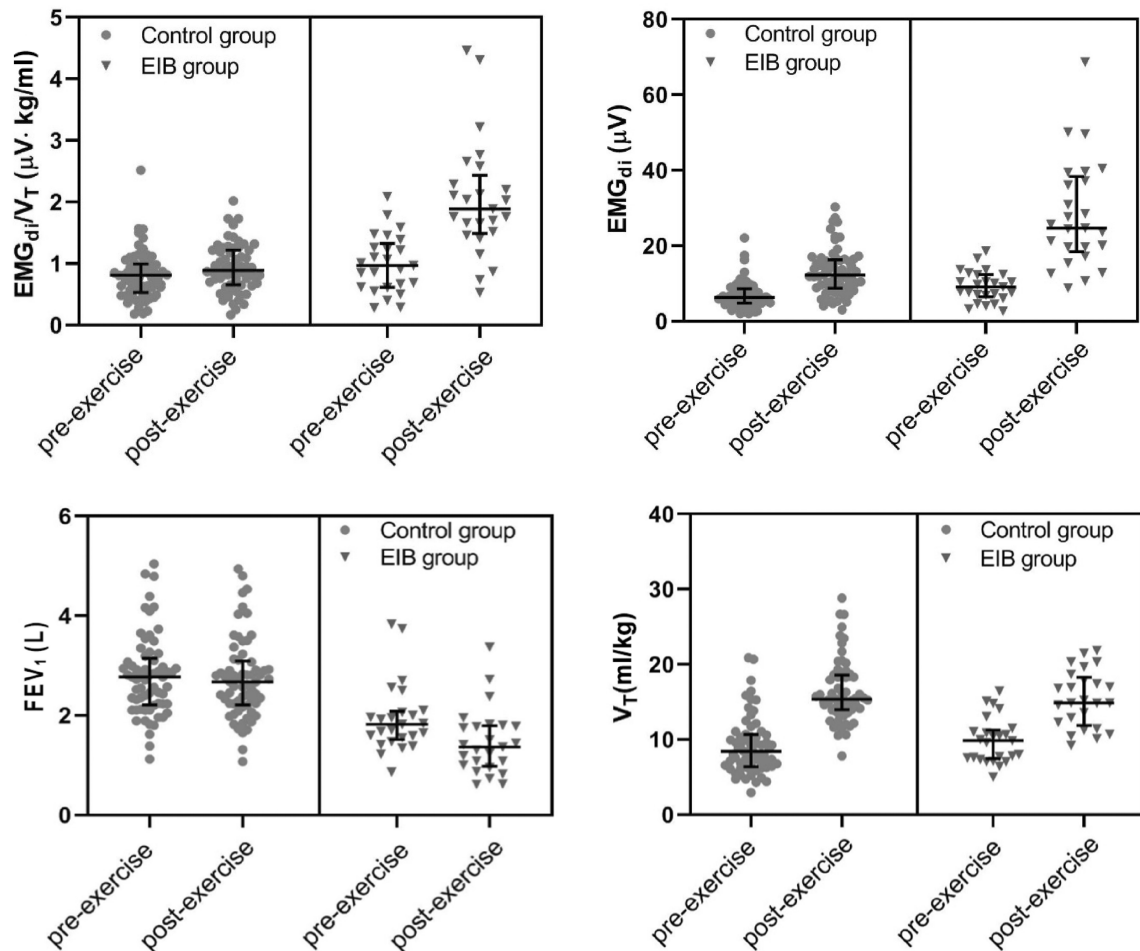 EMGdi/VT (μV· kg/ml)
5
4
3
2
1
0
Control group
EIB group
pre-exercise
post-exercise
pre-exercise
post-exercise
EMGdi (μV)
80
60
40
20
0
Control group
EIB group
pre-exercise
post-exercise
pre-exercise
post-exercise
FEV₁ (L)
6
4
2
0
Control group
EIB group
pre-exercise
post-exercise
pre-exercise
post-exercise
VT(ml/kg)
40
30
20
10
0
Control group
EIB group
pre-exercise
post-exercise
pre-exercise
post-exercise